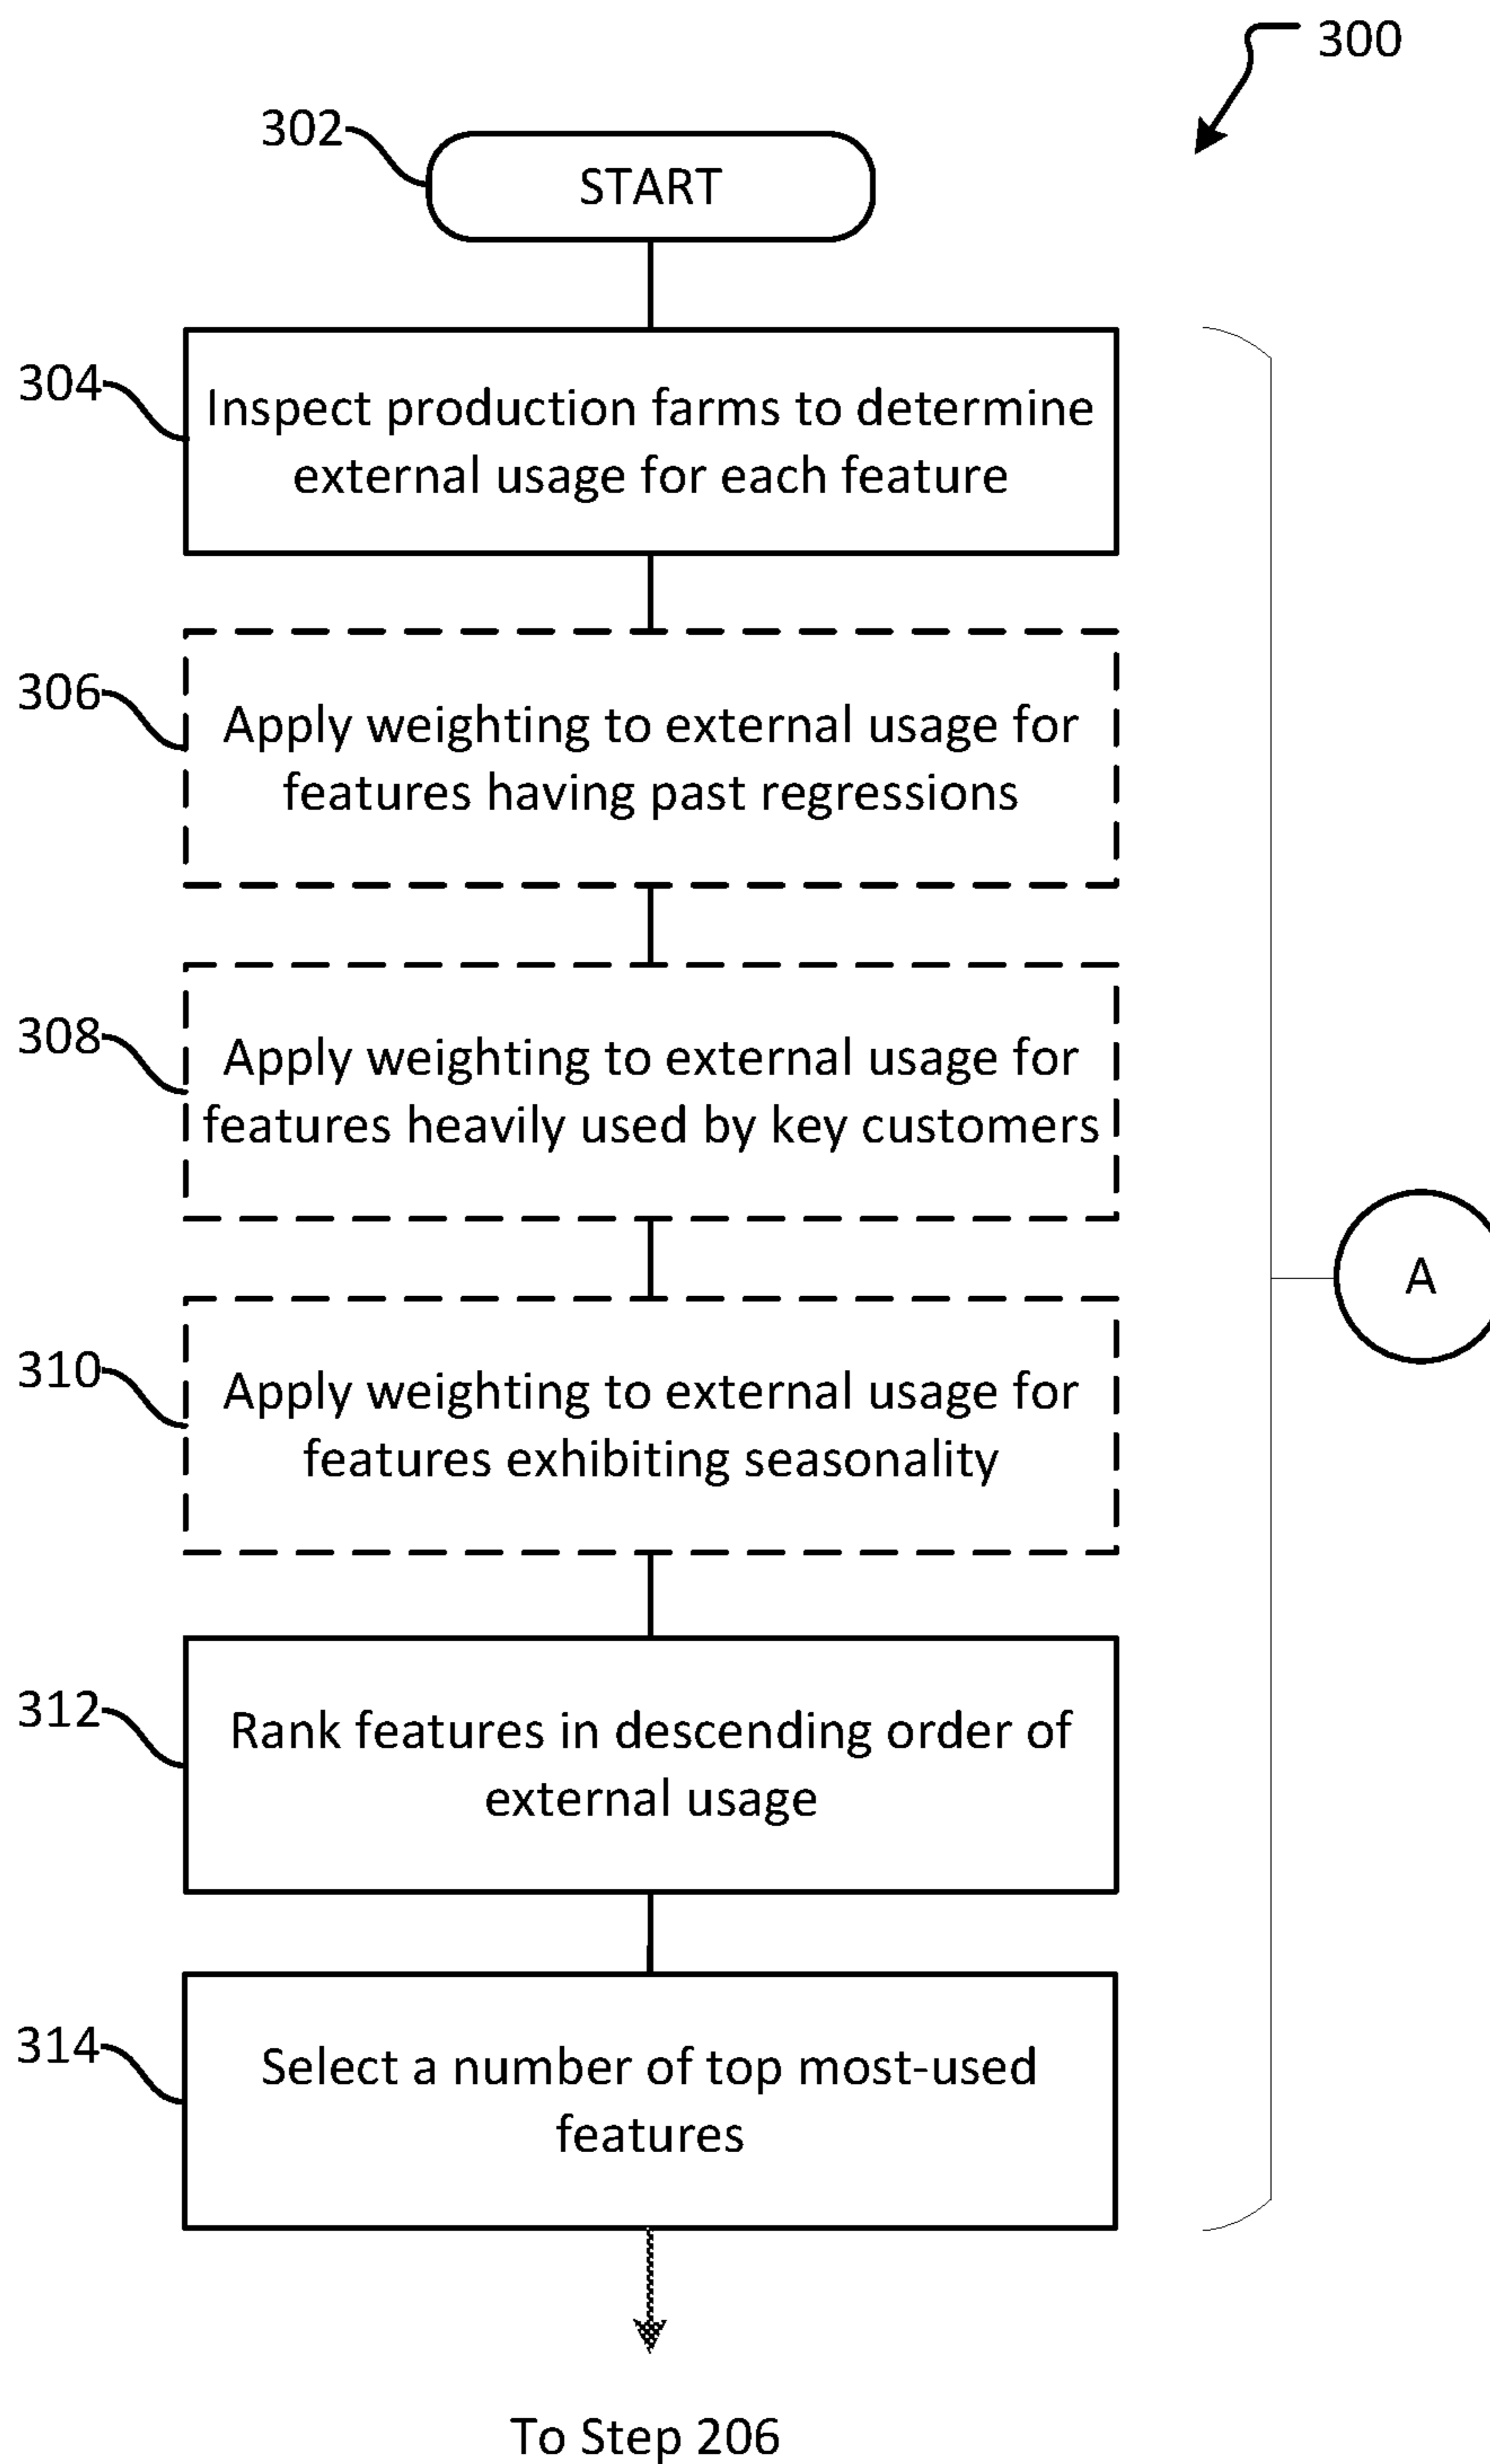 300
302
START
304
Inspect production farms to determine
external usage for each feature
306
Apply weighting to external usage for
features having past regressions
308
Apply weighting to external usage for
features heavily used by key customers
A
310
Apply weighting to external usage for
features exhibiting seasonality
312
Rank features in descending order of
external usage
314
Select a number of top most-used
features
To Step 206